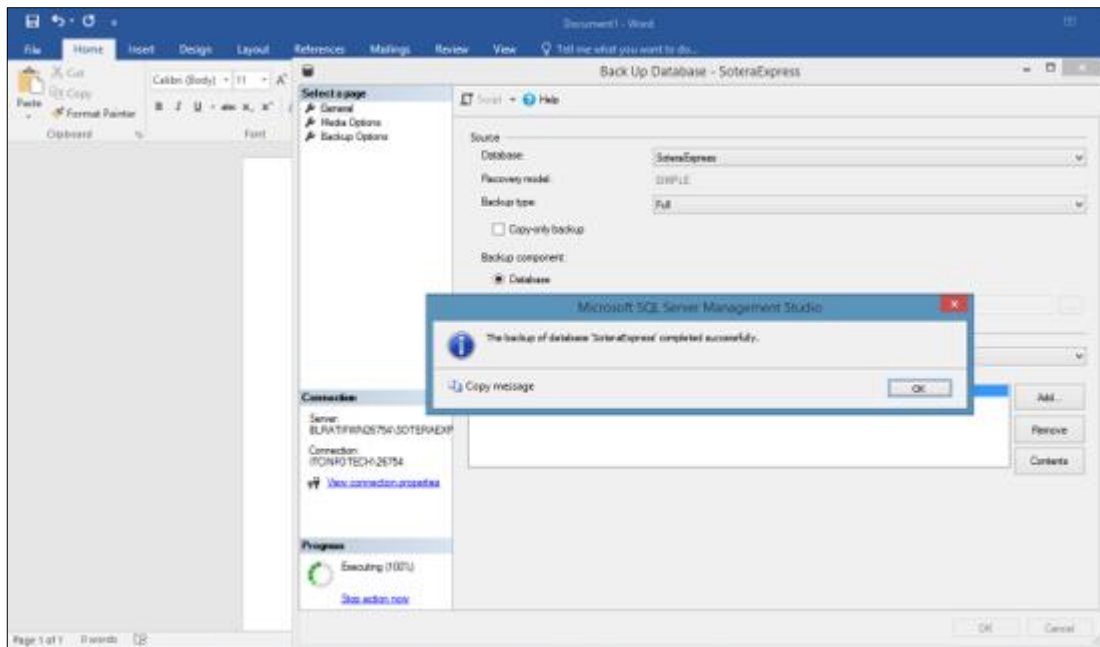 Document1 - Word
File Home Insert Design Layout References Mailings Review View Tell me what you want to do...
Cut
Copy
Paste
Format Painter
Calibri (Body) 11
Clipboard
Font
Back Up Database - SoteraExpress
Select a page
General
Media Options
Backup Options
Script Help
Source
Database: SoteraExpress
Recovery model: SIMPLE
Backup type: Full
Copy-only backup
Backup component:
Database
Microsoft SQL Server Management Studio
The backup of database 'SoteraExpress' completed successfully.
Copy message
OK
Add...
Remove
Contents
Connection
Server:
Connection:
View connection properties
Progress
Executing (100%)
Stop action now
OK Cancel
Page 1 of 1 0 words